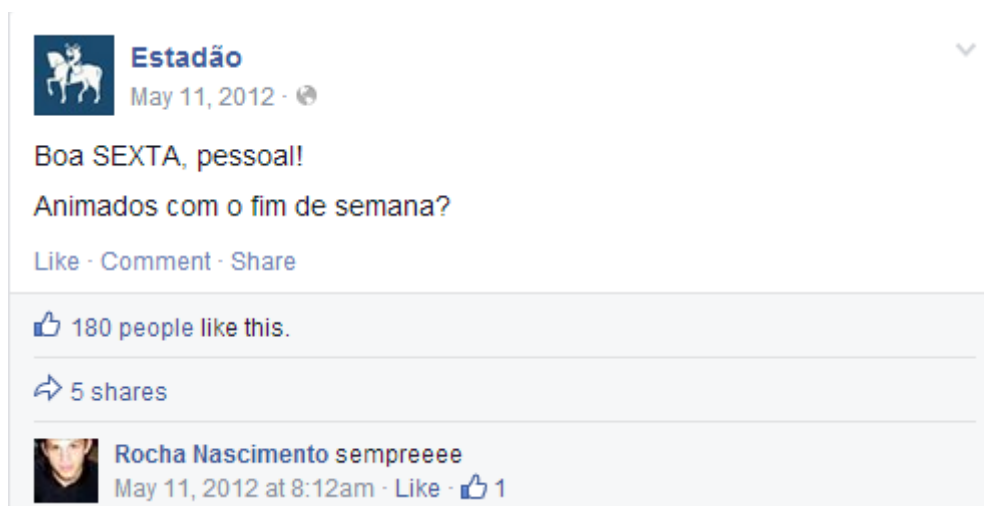 Estadão
May 11, 2012 ·
Boa SEXTA, pessoal!
Animados com o fim de semana?
Like · Comment · Share
180 people like this.
5 shares
Rocha Nascimento sempreeee
May 11, 2012 at 8:12am · Like · 1